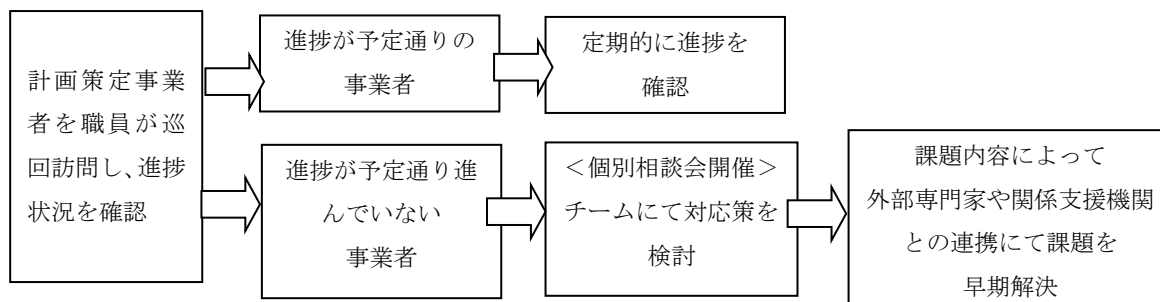 計画策定事業
者を職員が巡
回訪問し、進捗
状況を確認
進捗が予定通りの
事業者
定期的に進捗を
確認
進捗が予定通り進
んでいない
事業者
<個別相談会開催>
チームにて対応策を
検討
課題内容によって
外部専門家や関係支援機関
との連携にて課題を
早期解決